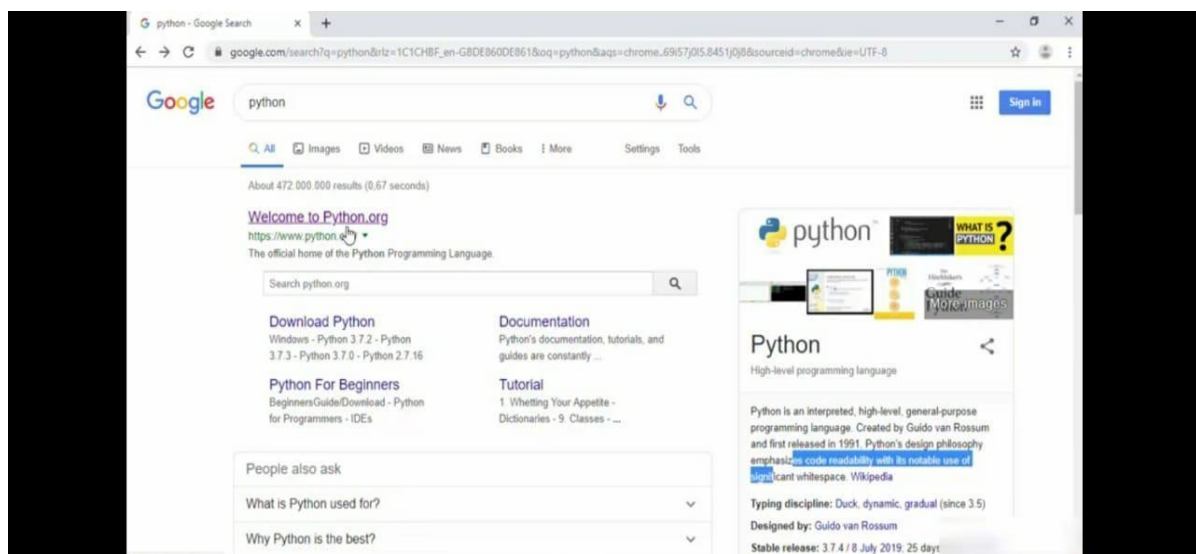 python - Google Search
google.com/search?q=python&rlz=1C1CHBF_en-GBDE860DE861&oq=python&aqs=chrome..69i57j0l5.8451j0j8&sourceid=chrome&ie=UTF-8
Google
python
Sign in
All Images Videos News Books More Settings Tools
About 472.000.000 results (0,67 seconds)
Welcome to Python.org
https://www.python.
The official home of the Python Programming Language.
Search python.org
Download Python
Windows - Python 3.7.2 - Python
3.7.3 - Python 3.7.0 - Python 2.7.16
Documentation
Python's documentation, tutorials, and
guides are constantly ...
Python For Beginners
BeginnersGuide/Download - Python
for Programmers - IDEs
Tutorial
1. Whetting Your Appetite -
Dictionaries - 9. Classes - ...
People also ask
What is Python used for?
Why Python is the best?
python
WHAT IS
PYTHON ?
PYTHON
Guide
More images
Python
High-level programming language
Python is an interpreted, high-level, general-purpose
programming language. Created by Guido van Rossum
and first released in 1991, Python's design philosophy
emphasizes code readability with its notable use of
significant whitespace. Wikipedia
Typing discipline: Duck, dynamic, gradual (since 3.5)
Designed by: Guido van Rossum
Stable release: 3.7.4 / 8 July 2019; 25 days